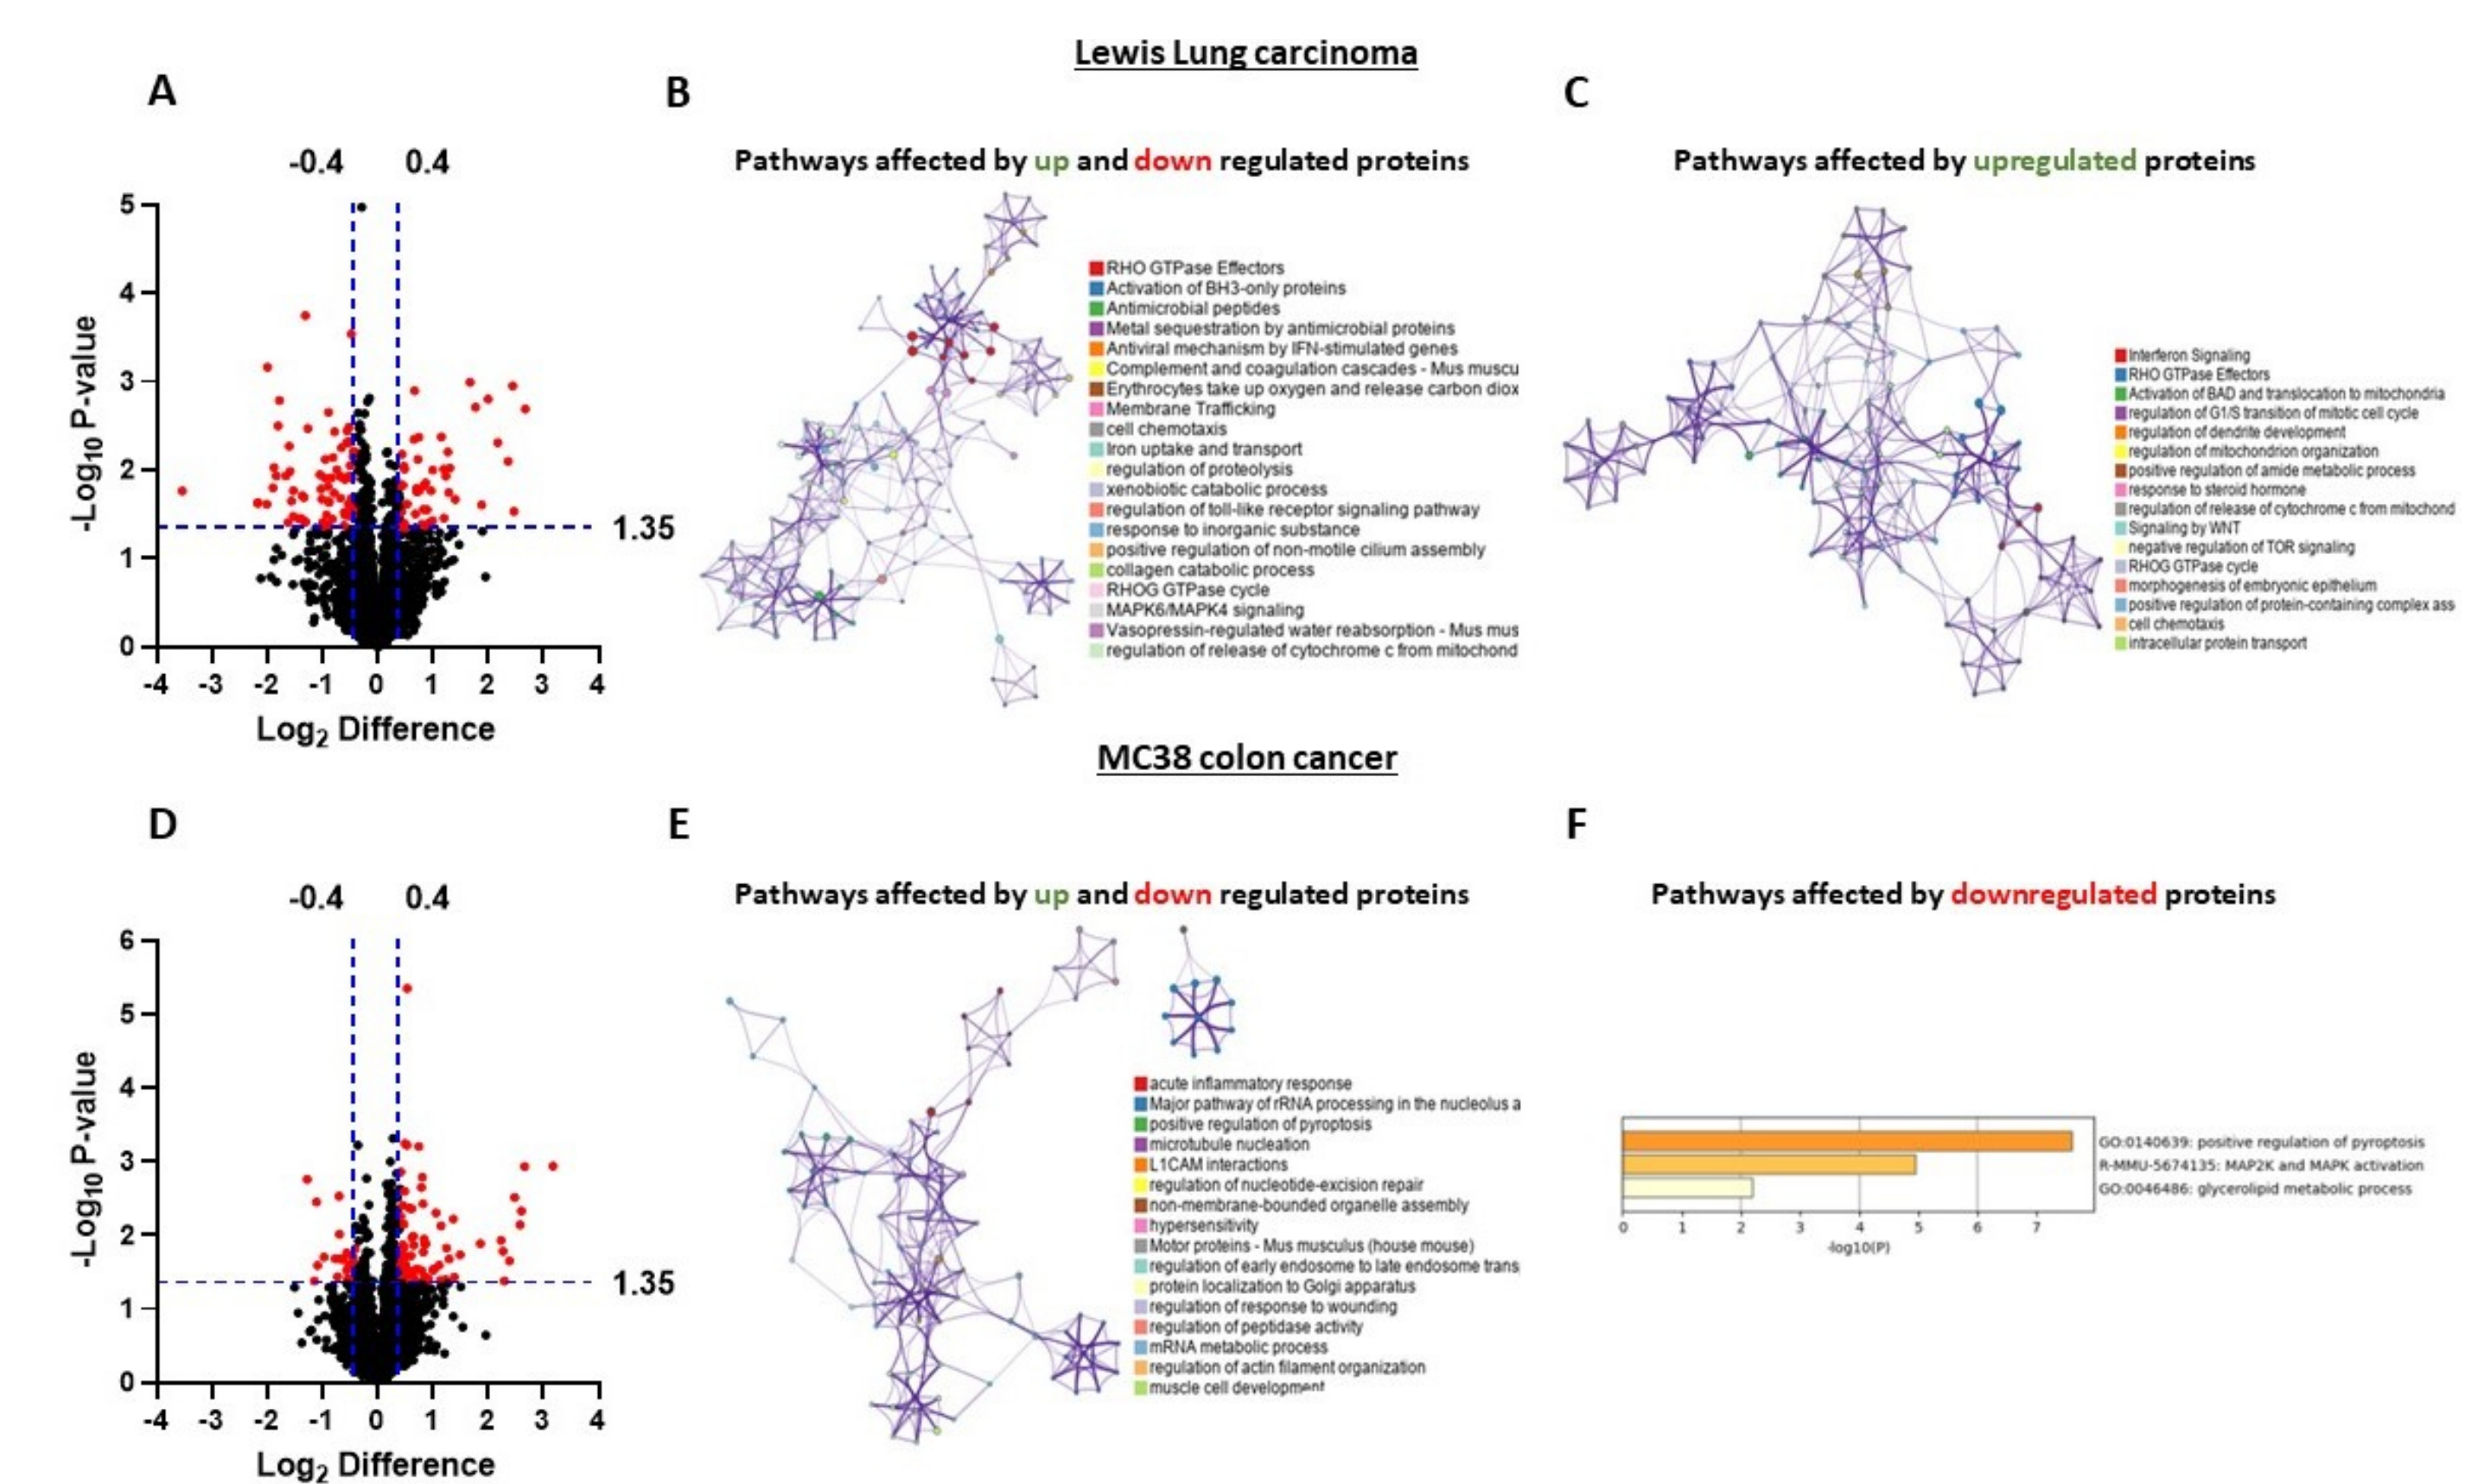 Lewis Lung carcinoma
A
B
C
-0.4 0.4
5
4
3
2
1
0
-Log10 P-value
1.35
-4 -3 -2 -1 0 1 2 3 4
Log2 Difference
Pathways affected by up and down regulated proteins
RHO GTPase Effectors
Activation of BH3-only proteins
Antimicrobial peptides
Metal sequestration by antimicrobial proteins
Antiviral mechanism by IFN-stimulated genes
Complement and coagulation cascades - Mus muscu
Erythrocytes take up oxygen and release carbon diox
Membrane Trafficking
cell chemotaxis
Iron uptake and transport
regulation of proteolysis
xenobiotic catabolic process
regulation of toll-like receptor signaling pathway
response to inorganic substance
positive regulation of non-motile cilium assembly
collagen catabolic process
RHOG GTPase cycle
MAPK6/MAPK4 signaling
Vasopressin-regulated water reabsorption - Mus mus
regulation of release of cytochrome c from mitochond
Pathways affected by upregulated proteins
Interferon Signaling
RHO GTPase Effectors
Activation of BAD and translocation to mitochondria
regulation of G1/S transition of mitotic cell cycle
regulation of dendrite development
regulation of mitochondrion organization
positive regulation of amide metabolic process
response to steroid hormone
regulation of release of cytochrome c from mitochond
Signaling by WNT
negative regulation of TOR signaling
RHOG GTPase cycle
morphogenesis of embryonic epithelium
positive regulation of protein-containing complex ass
cell chemotaxis
intracellular protein transport
MC38 colon cancer
D
E
F
-0.4 0.4
6
5
4
3
2
1
0
-Log10 P-value
1.35
-4 -3 -2 -1 0 1 2 3 4
Log2 Difference
Pathways affected by up and down regulated proteins
acute inflammatory response
Major pathway of rRNA processing in the nucleolus a
positive regulation of pyroptosis
microtubule nucleation
L1CAM interactions
regulation of nucleotide-excision repair
non-membrane-bounded organelle assembly
hypersensitivity
Motor proteins - Mus musculus (house mouse)
regulation of early endosome to late endosome trans
protein localization to Golgi apparatus
regulation of response to wounding
regulation of peptidase activity
mRNA metabolic process
regulation of actin filament organization
muscle cell development
Pathways affected by downregulated proteins
GO:0140639: positive regulation of pyroptosis
R-MMU-5674135: MAP2K and MAPK activation
GO:0046486: glycerolipid metabolic process
0 1 2 3 4 5 6 7
-log10(P)